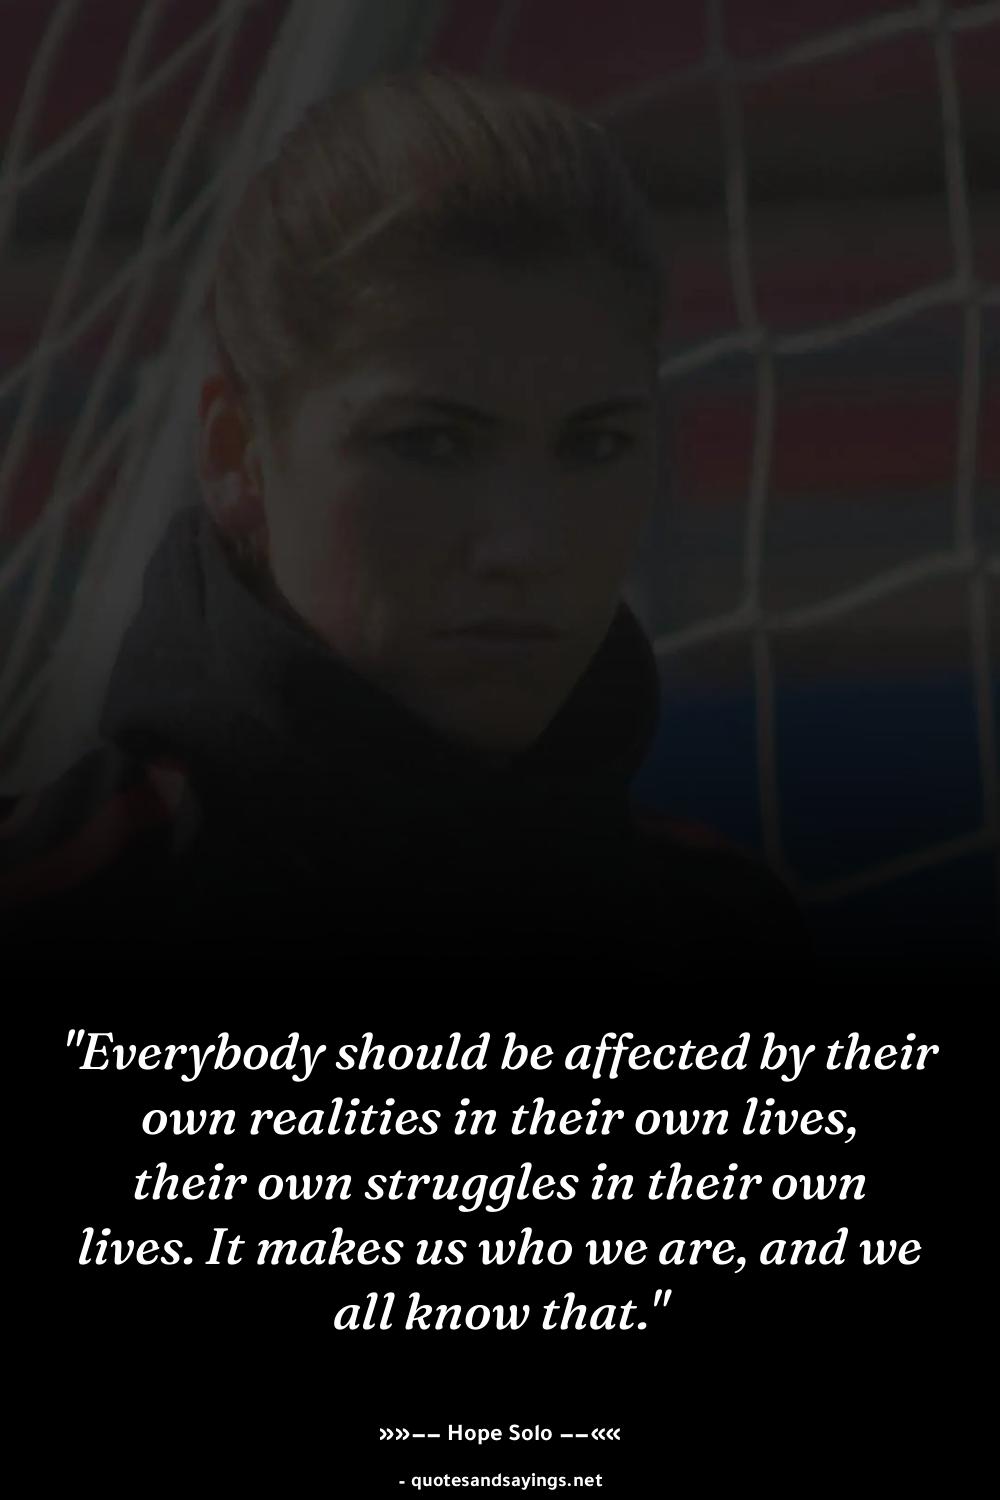 "Everybody should be affected by their
own realities in their own lives,
their own struggles in their own
lives. It makes us who we are, and we
all know that."
»»–– Hope Solo ––««
- quotesandsayings.net